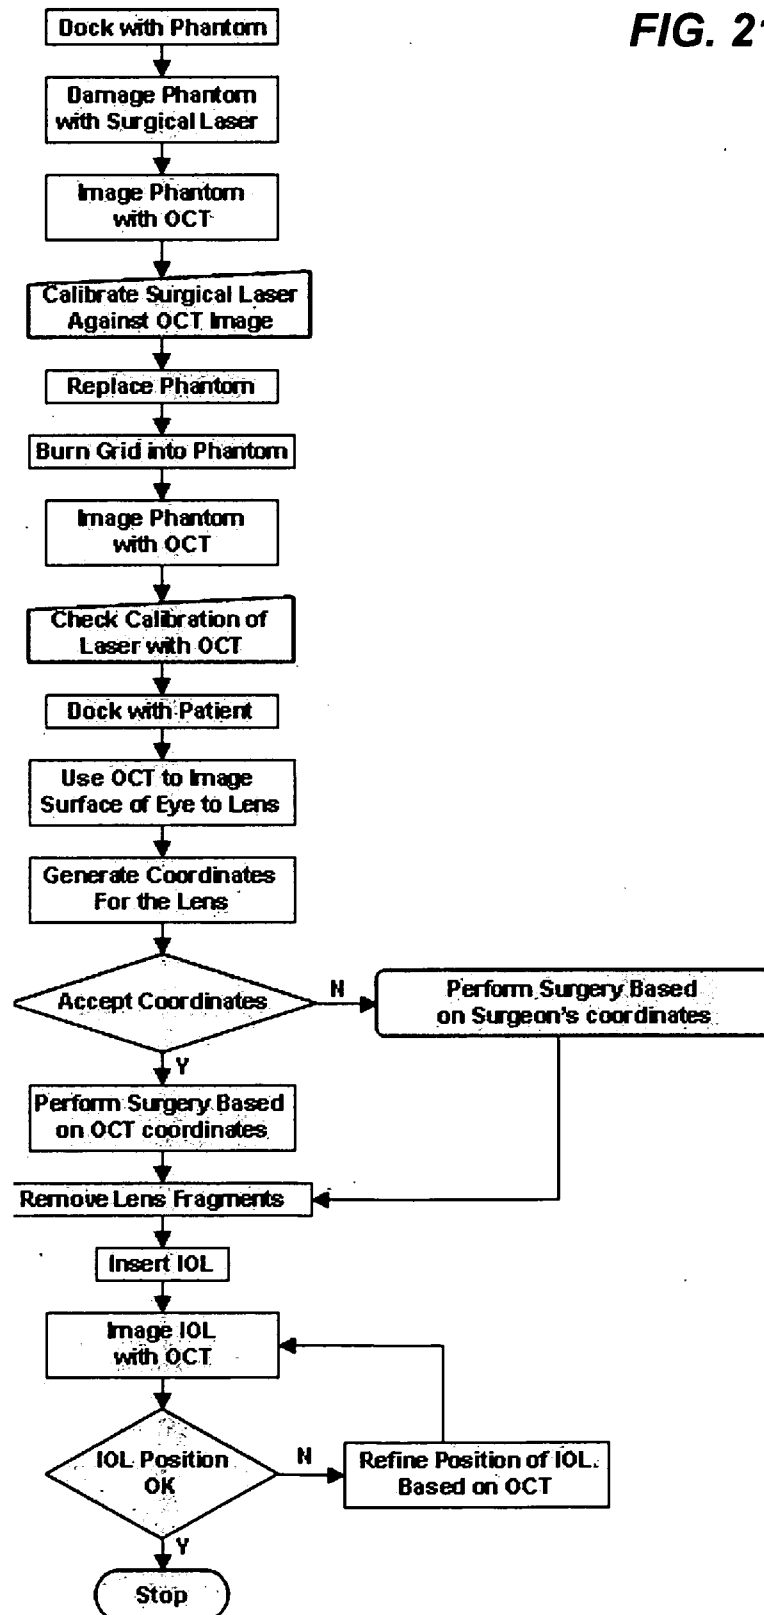 FIG. 21
Dock with Phantom
Damage Phantom
with Surgical Laser
Image Phantom
with OCT
Calibrate Surgical Laser
Against OCT Image
Replace Phantom
Burn Grid into Phantom
Image Phantom
with OCT
Check Calibration of
Laser with OCT
Dock with Patient
Use OCT to Image
Surface of Eye to Lens
Generate Coordinates
For the Lens
Accept Coordinates
N
Perform Surgery Based
on Surgeon's coordinates
Y
Perform Surgery Based
on OCT coordinates
Remove Lens Fragments
Insert IOL
Image IOL
with OCT
IOL Position
OK
N
Refine Position of IOL.
Based on OCT
Y
Stop